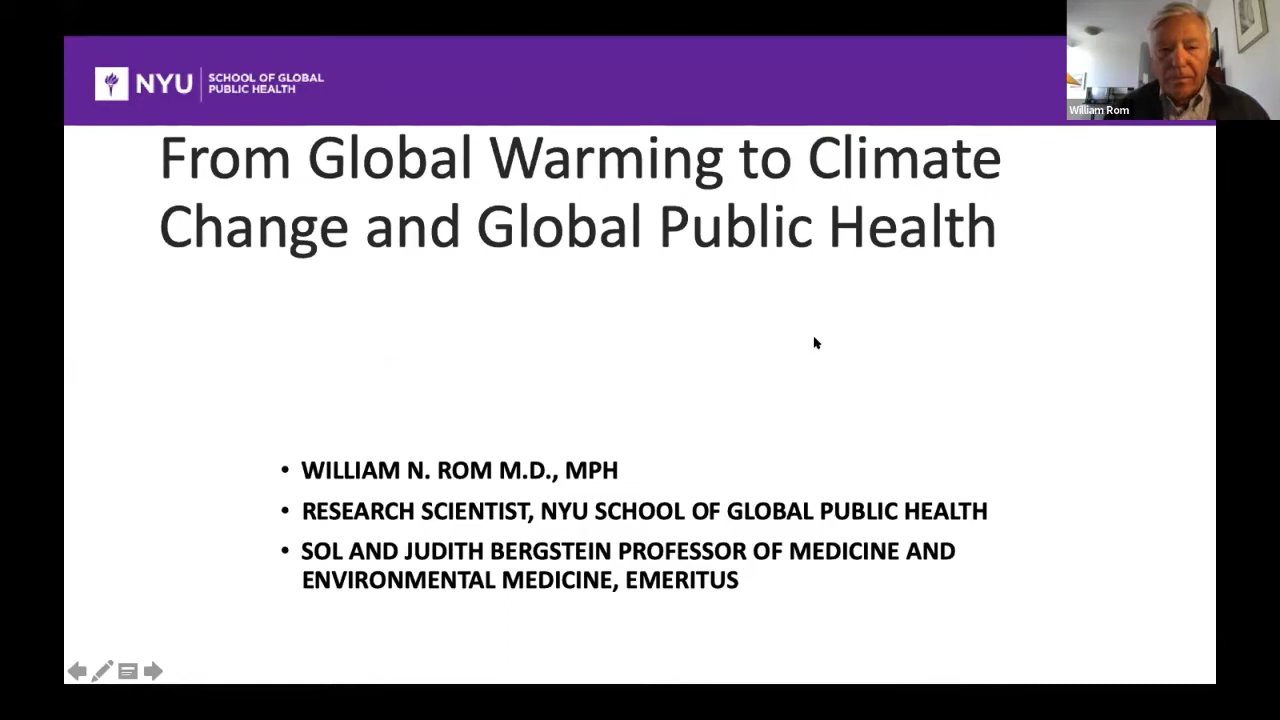 NYU
SCHOOL OF GLOBAL
PUBLIC HEALTH
William Rom
From Global Warming to Climate
Change and Global Public Health
• WILLIAM N. ROM M.D., MPH
• RESEARCH SCIENTIST, NYU SCHOOL OF GLOBAL PUBLIC HEALTH
• SOL AND JUDITH BERGSTEIN PROFESSOR OF MEDICINE AND
ENVIRONMENTAL MEDICINE, EMERITUS